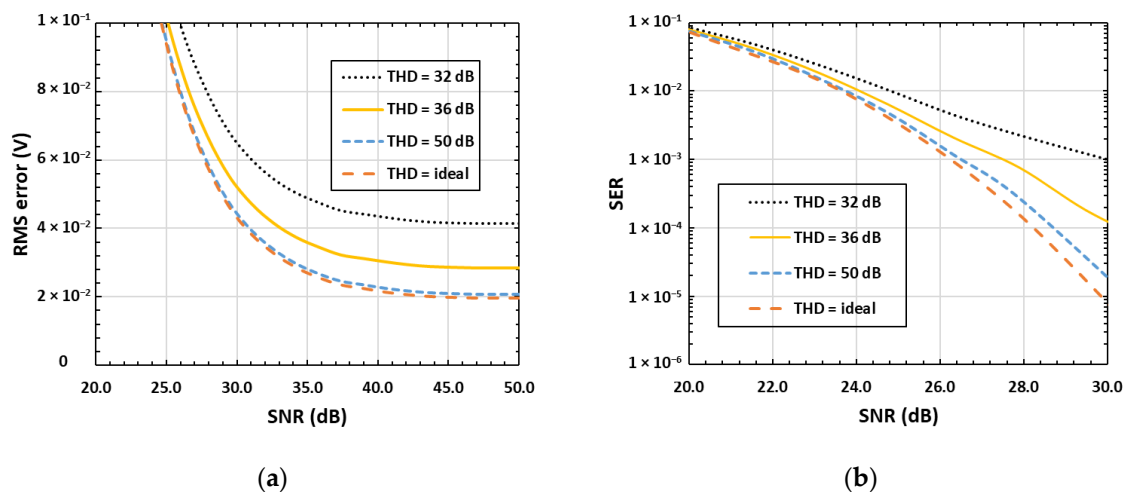 1 × 10⁻¹
8 × 10⁻²
6 × 10⁻²
4 × 10⁻²
2 × 10⁻²
0
RMS error (V)
20.0 25.0 30.0 35.0 40.0 45.0 50.0
SNR (dB)
THD = 32 dB
THD = 36 dB
THD = 50 dB
THD = ideal
(a)
1 × 10⁻¹
1 × 10⁻²
1 × 10⁻³
1 × 10⁻⁴
1 × 10⁻⁵
1 × 10⁻⁶
SER
20.0 22.0 24.0 26.0 28.0 30.0
SNR (dB)
THD = 32 dB
THD = 36 dB
THD = 50 dB
THD = ideal
(b)